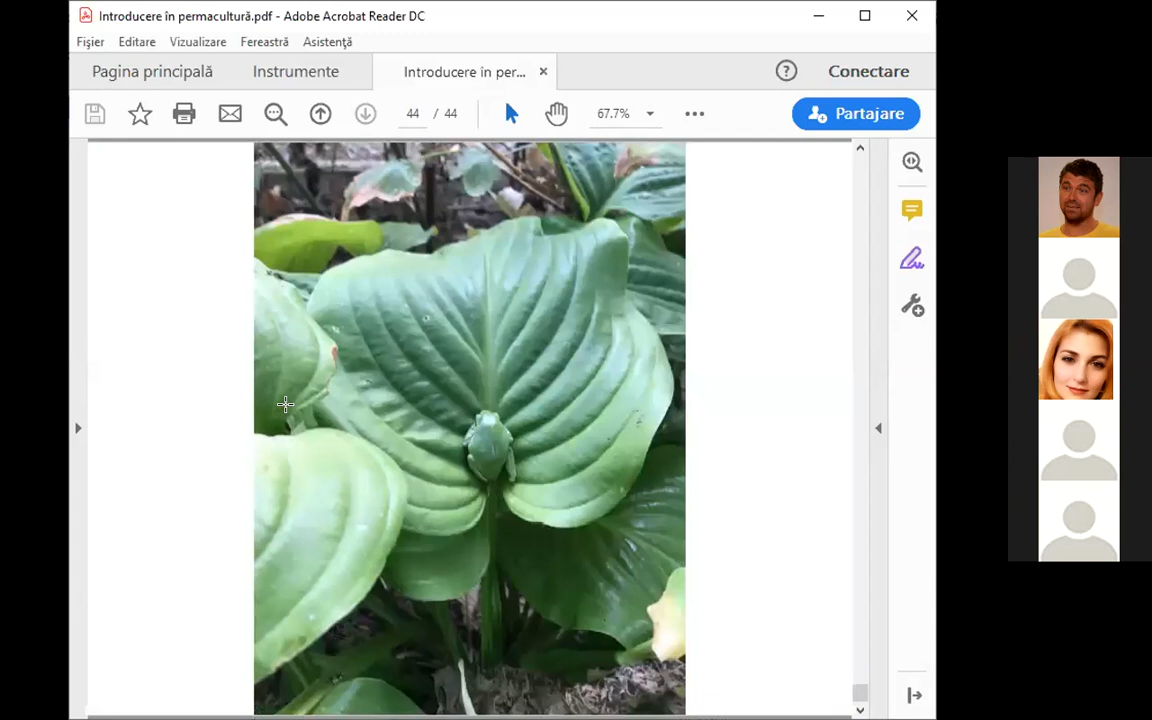 Introducere în permacultură.pdf - Adobe Acrobat Reader DC
Fișier Editare Vizualizare Fereastră Asistență
Pagina principală Instrumente Introducere în per... Conectare
44 / 44 67.7% Partajare